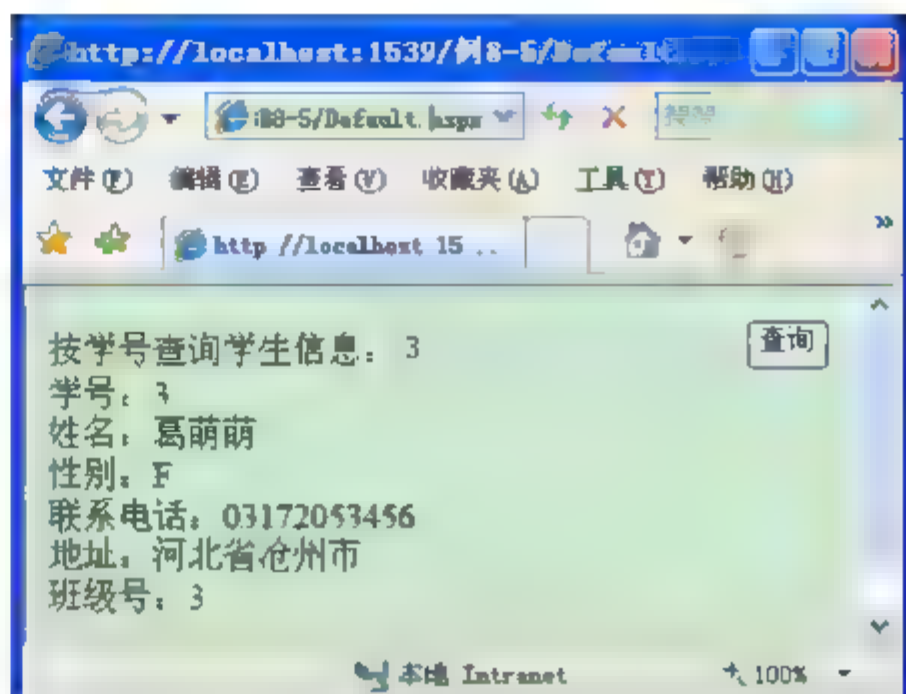 http://localhost:1539/例8-5/Default
例8-5/Default.aspx
文件(F) 编辑(E) 查看(V) 收藏夹(A) 工具(T) 帮助(H)
http //localhost 15 ..
按学号查询学生信息: 3 查询
学号: 3
姓名: 葛萌萌
性别: F
联系电话: 03172053456
地址: 河北省沧州市
班级号: 3
本地 Intranet 100%